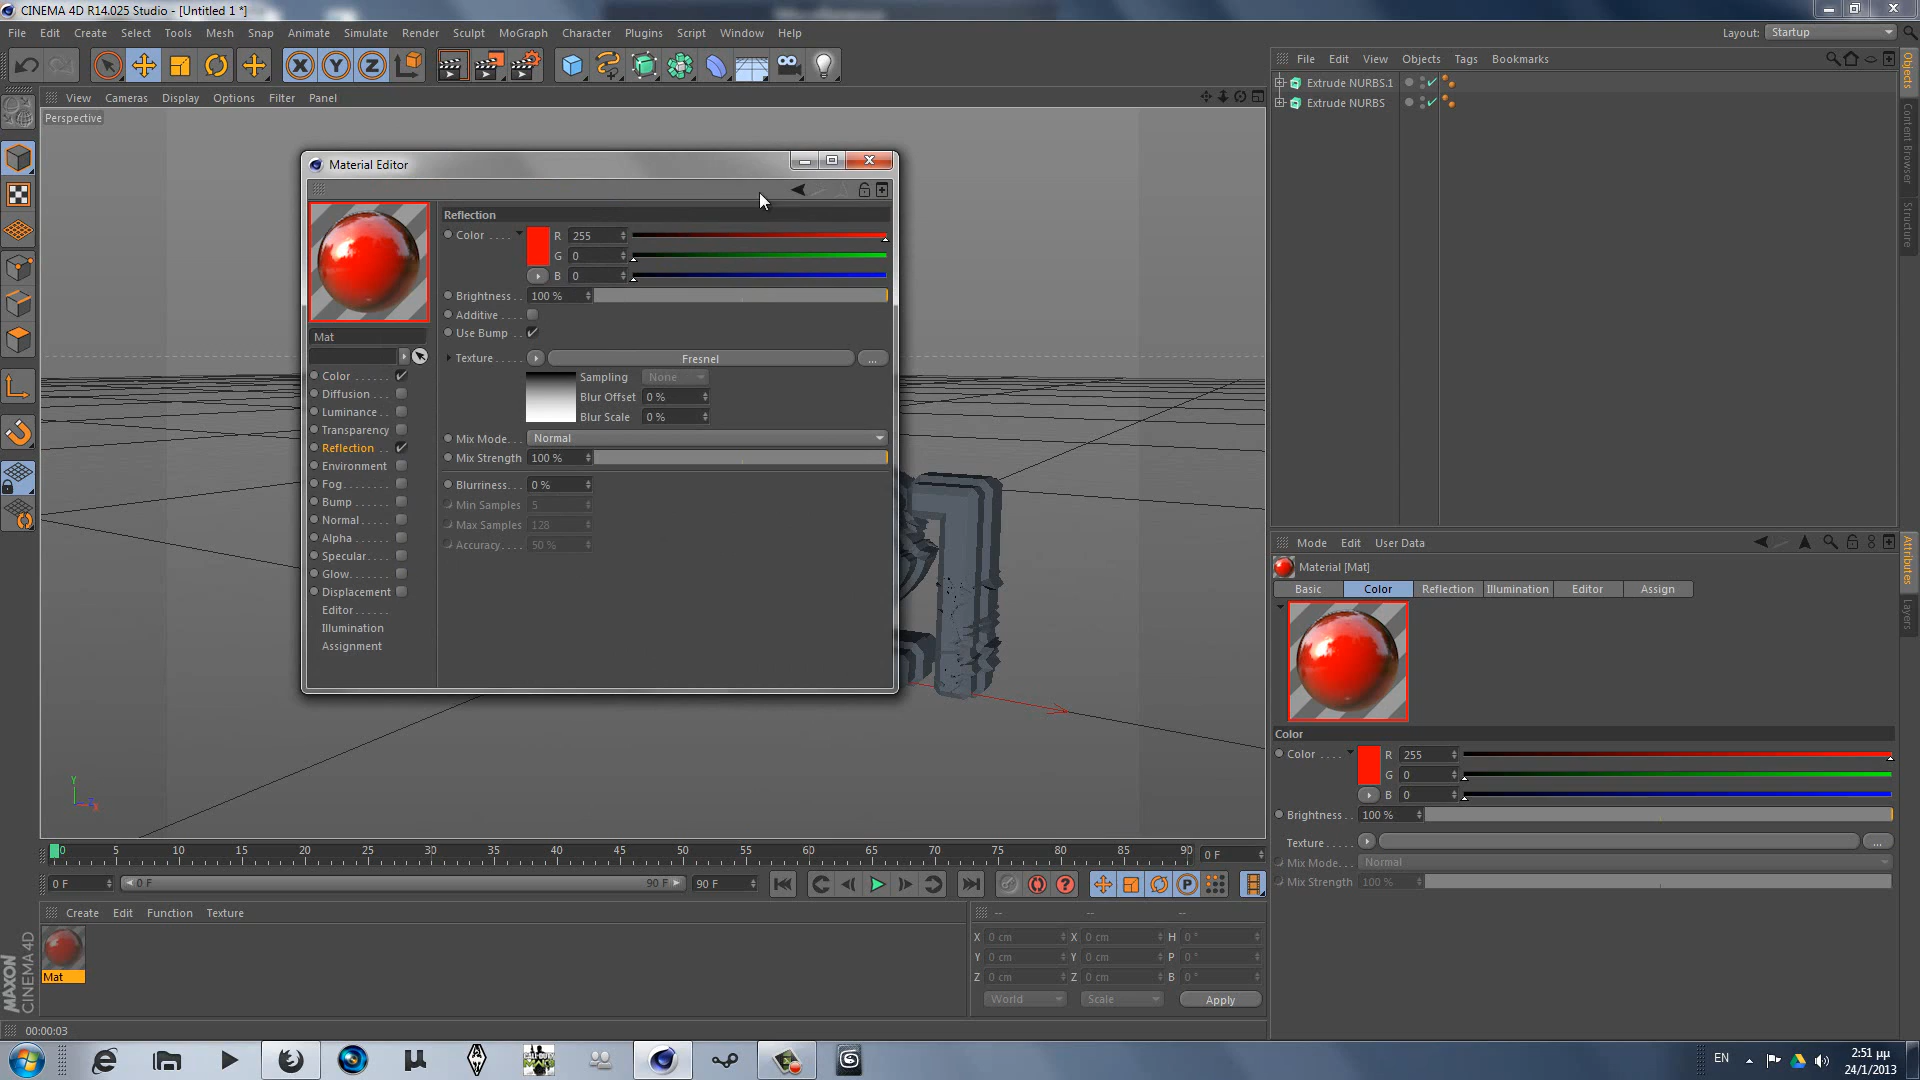 CINEMA 4D R14.025 Studio - [Untitled 1 *]
File Edit Create Select Tools Mesh Snap Animate Simulate Render Sculpt MoGraph Character Plugins Script Window Help
Layout: Startup
View Cameras Display Options Filter Panel
Perspective
File Edit View Objects Tags Bookmarks
Extrude NURBS.1
Extrude NURBS
Objects
Content Browser
Structure
Material Editor
Mat
Color
Diffusion
Luminance
Transparency
Reflection
Environment
Fog
Bump
Normal
Alpha
Specular
Glow
Displacement
Editor
Illumination
Assignment
Reflection
Color R 255
G 0
B 0
Brightness 100 %
Additive
Use Bump
Texture Fresnel ...
Sampling None
Blur Offset 0 %
Blur Scale 0 %
Mix Mode Normal
Mix Strength 100 %
Blurriness 0 %
Min Samples 5
Max Samples 128
Accuracy 50 %
Y
X
Mode Edit User Data
Material [Mat]
Basic Color Reflection Illumination Editor Assign
Color
Color R 255
G 0
B 0
Brightness 100 %
Texture ...
Mix Mode Normal
Mix Strength 100 %
Attributes
Layers
0 5 10 15 20 25 30 35 40 45 50 55 60 65 70 75 80 85 90 0 F
0 F 0 F 90 F 90 F
Create Edit Function Texture
Mat
-- -- --
X 0 cm X 0 cm H 0 °
Y 0 cm Y 0 cm P 0 °
Z 0 cm Z 0 cm B 0 °
World Scale Apply
MAXON
CINEMA 4D
00:00:03
EN
2:51 μμ
24/1/2013